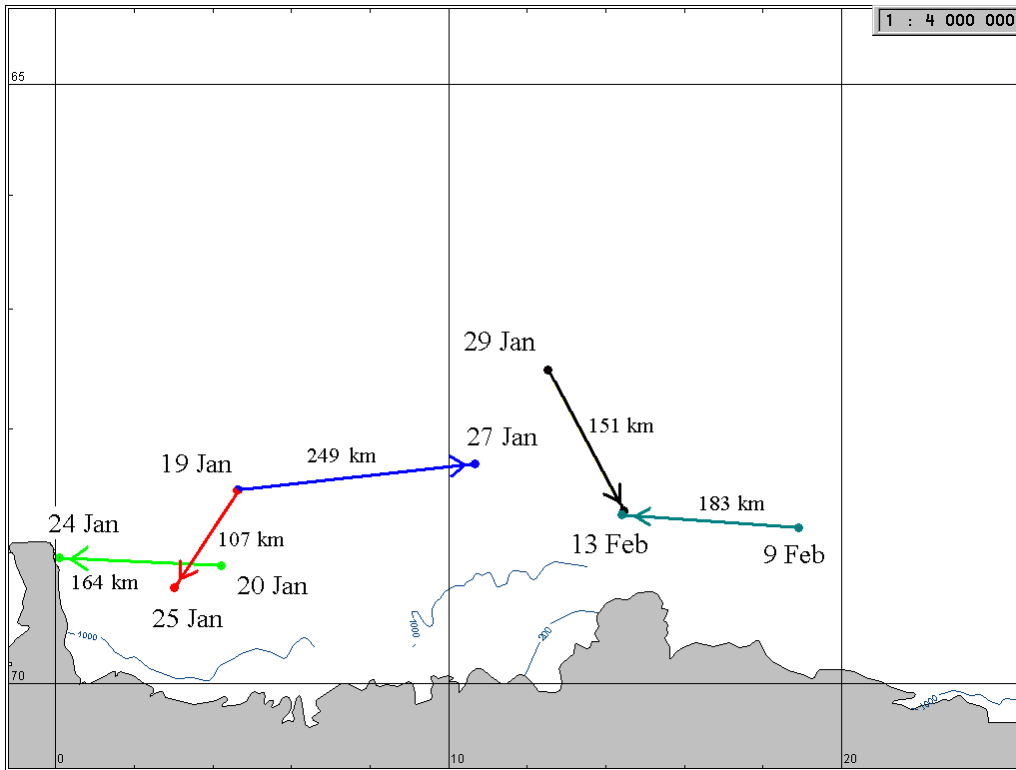 1 : 4 000 000
65
29 Jan
151 km
27 Jan
249 km
19 Jan
183 km
24 Jan
107 km
13 Feb
9 Feb
164 km
20 Jan
25 Jan
1000
1000
200
70
1000
0
10
20